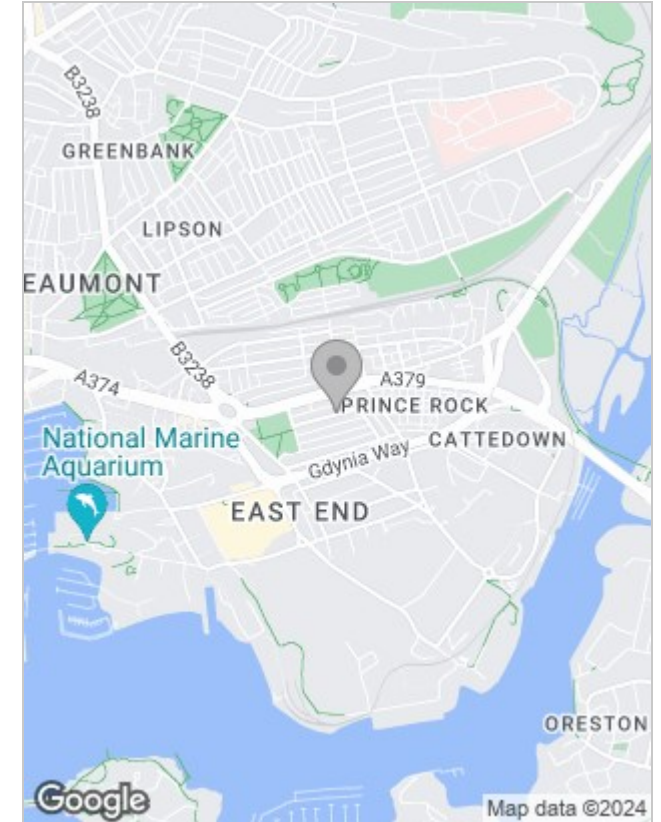 B3238
GREENBANK
LIPSON
EAUMONT
B3238
A374
A379
PRINCE ROCK
National Marine
Aquarium
CATTEDOWN
Gdynia Way
EAST END
ORESTON
Google
Map data ©2024